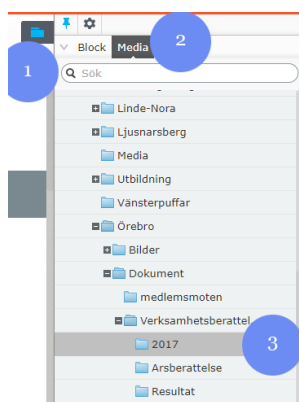 Block Media
2
1
Sök
Linde-Nora
Ljusnarsberg
Media
Utbildning
Vänsterpuffar
Örebro
Bilder
Dokument
medlemsmoten
Verksamhetsberattel
2017
3
Arsberattelse
Resultat